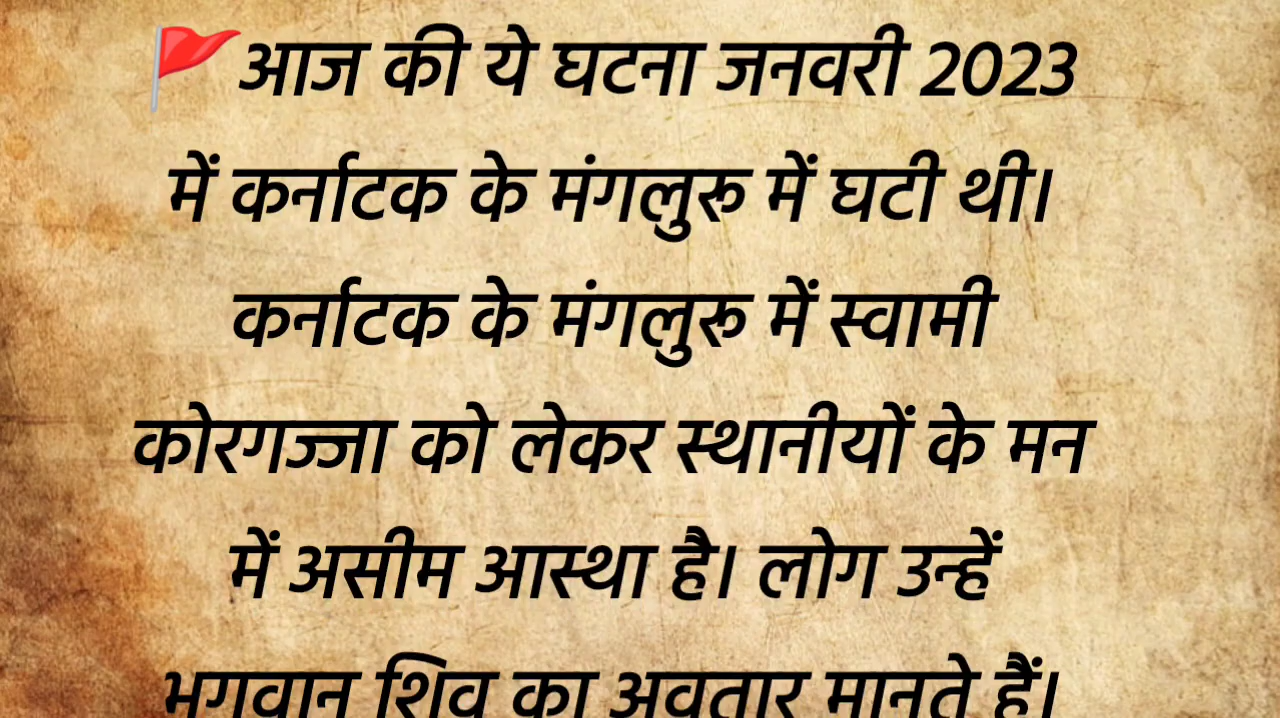 🚩आज की ये घटना जनवरी 2023
में कर्नाटक के मंगलुरू में घटी थी।
कर्नाटक के मंगलुरू में स्वामी
कोरगज्जा को लेकर स्थानीयों के मन
में असीम आस्था है। लोग उन्हें
भगवान शिव का अवतार मानते हैं।